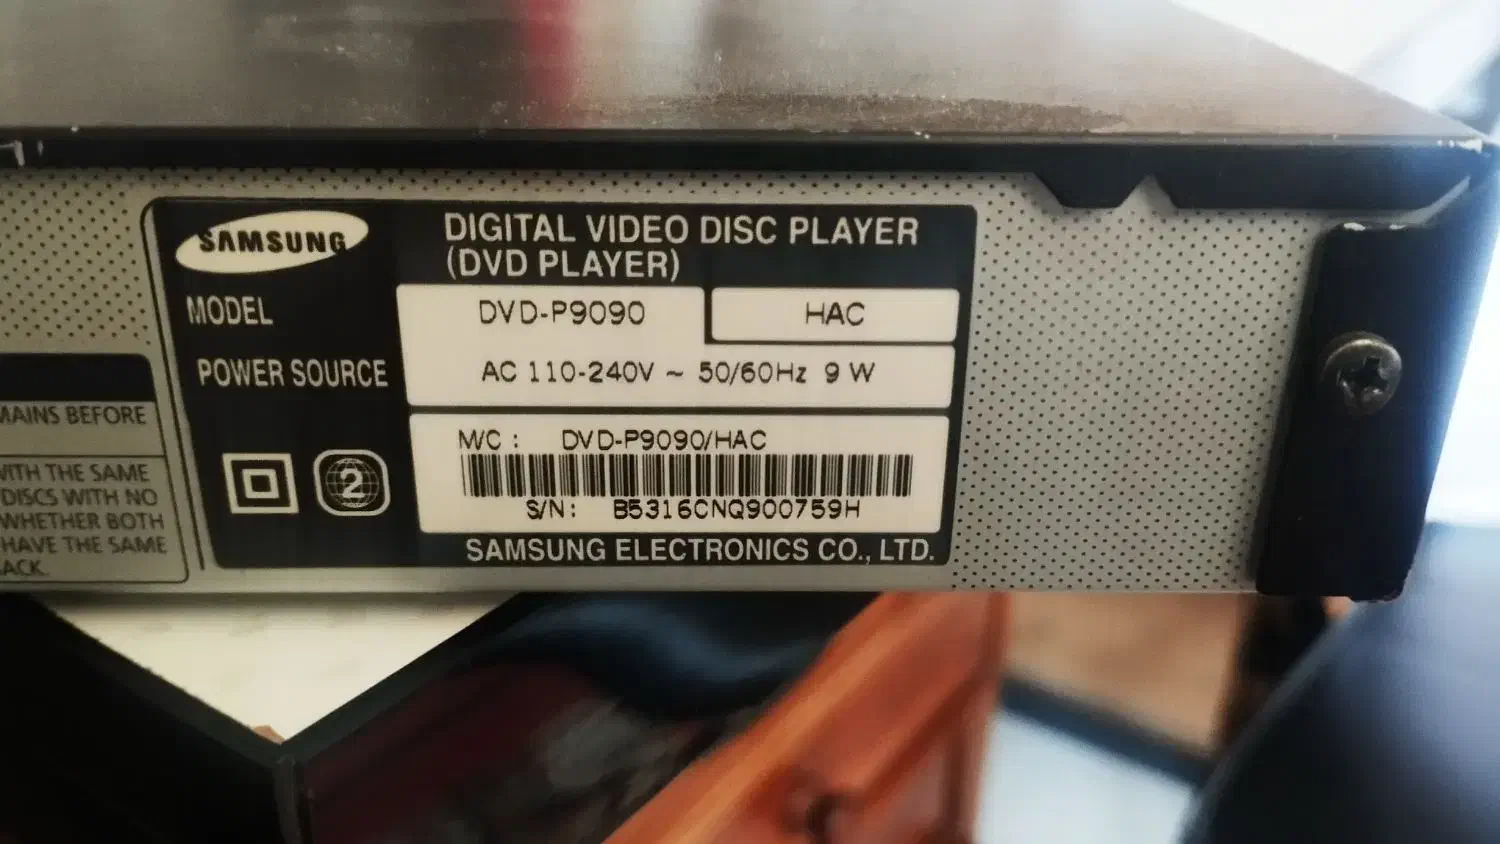 SAMSUNG
DIGITAL VIDEO DISC PLAYER
(DVD PLAYER)
MODEL DVD-P9090 HAC
POWER SOURCE AC 110-240V ~ 50/60Hz 9 W
2
M/C : DVD-P9090/HAC
S/N : B5316CNQ900759H
SAMSUNG ELECTRONICS CO., LTD.
MAINS BEFORE
WITH THE SAME
DISCS WITH NO
WHETHER BOTH
HAVE THE SAME